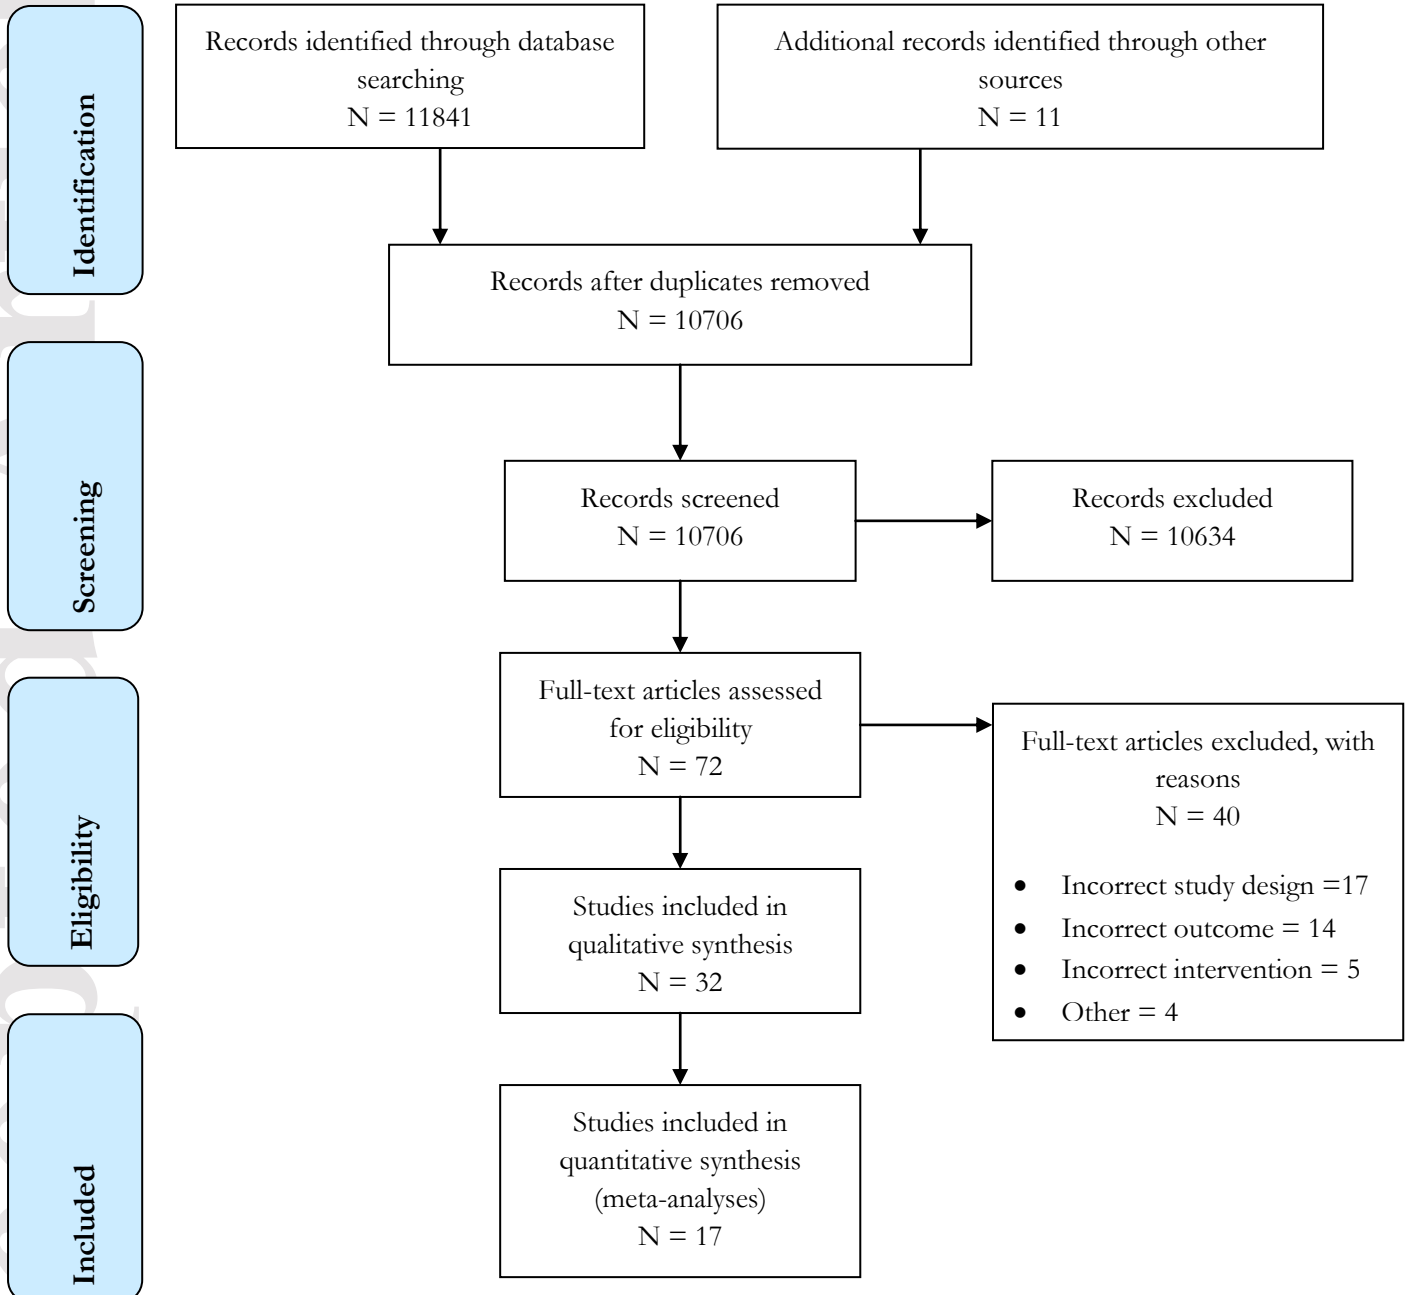 Identification
Records identified through database
searching
N = 11841
Additional records identified through other
sources
N = 11
Records after duplicates removed
N = 10706
Screening
Records screened
N = 10706
Records excluded
N = 10634
Eligibility
Full-text articles assessed
for eligibility
N = 72
Full-text articles excluded, with
reasons
N = 40
• Incorrect study design =17
• Incorrect outcome = 14
• Incorrect intervention = 5
• Other = 4
Studies included in
qualitative synthesis
N = 32
Included
Studies included in
quantitative synthesis
(meta-analyses)
N = 17